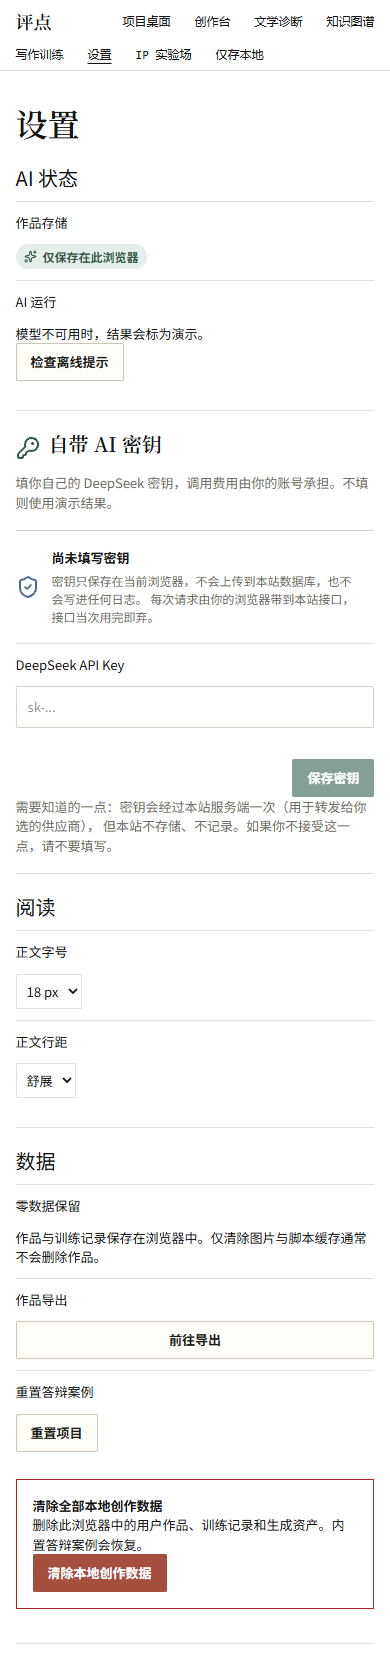 评点
项目桌面 创作台 文学诊断 知识图谱
写作训练 设置 IP 实验场 仅存本地
设置
AI 状态
作品存储
仅保存在此浏览器
AI 运行
模型不可用时，结果会标为演示。
检查离线提示
自带 AI 密钥
填你自己的 DeepSeek 密钥，调用费用由你的账号承担。不填
则使用演示结果。
尚未填写密钥
密钥只保存在当前浏览器，不会上传到本站数据库，也不
会写进任何日志。 每次请求由你的浏览器带到本站接口，
接口当次用完即弃。
DeepSeek API Key
sk-...
保存密钥
需要知道的一点：密钥会经过本站服务端一次（用于转发给你
选的供应商）， 但本站不存储、不记录。如果你不接受这一
点，请不要填写。
阅读
正文字号
18 px
正文行距
舒展
数据
零数据保留
作品与训练记录保存在浏览器中。仅清除图片与脚本缓存通常
不会删除作品。
作品导出
前往导出
重置答辩案例
重置项目
清除全部本地创作数据
删除此浏览器中的用户作品、训练记录和生成资产。内
置答辩案例会恢复。
清除本地创作数据